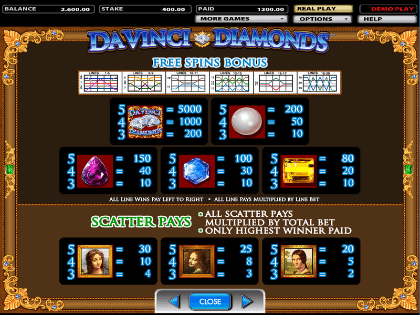 BALANCE 2,600.00 STAKE 400.00 PAID 1200.00 REAL PLAY DEMO PLAY
MORE GAMES OPTIONS HELP
DAVINCI DIAMONDS
FREE SPINS BONUS
5 = 5000 5 = 200
4 DAVINCI DIAMONDS = 1000 4 = 50
3 = 200 3 = 10
5 = 150 5 = 100 5 = 80
4 = 40 4 = 30 4 = 20
3 = 10 3 = 10 3 = 10
ALL LINE WINS PAY LEFT TO RIGHT • ALL LINE PAYS MULTIPLIED BY LINE BET
SCATTER PAYS
ALL SCATTER PAYS
MULTIPLIED BY TOTAL BET
ONLY HIGHEST WINNER PAID
5 = 30 5 = 25 5 = 20
4 = 10 4 = 8 4 = 5
3 = 4 3 = 3 3 = 2
CLOSE